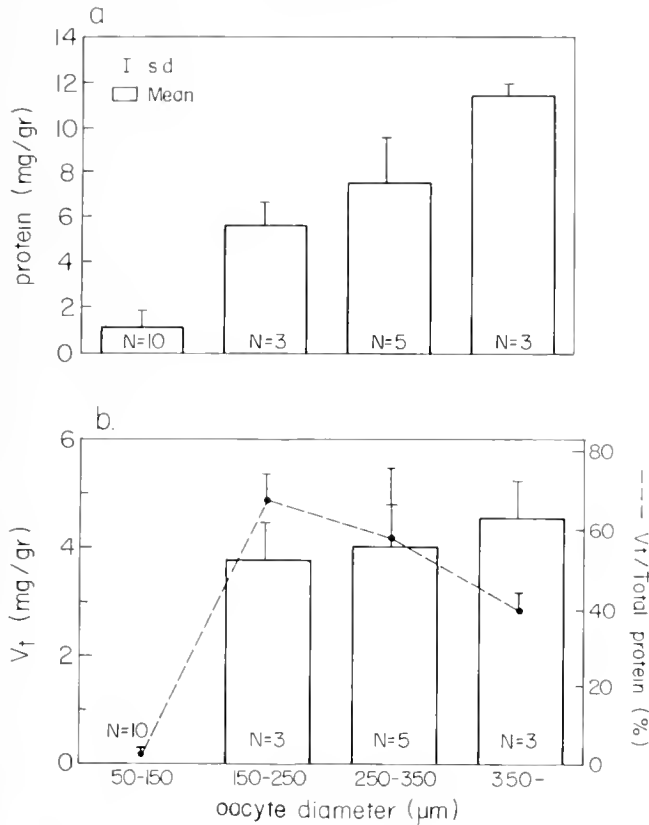 a
14
12
10
8
6
4
2
0
protein (mg/gr)
I s d
Mean
N=10
N=3
N=5
N=3
b.
6
4
2
0
Vt (mg/gr)
80
60
40
20
0
--- Vt/Total protein (%)
N=10
N=3
N=5
N=3
50-150
150-250
250-350
350-
oocyte diameter (µm)